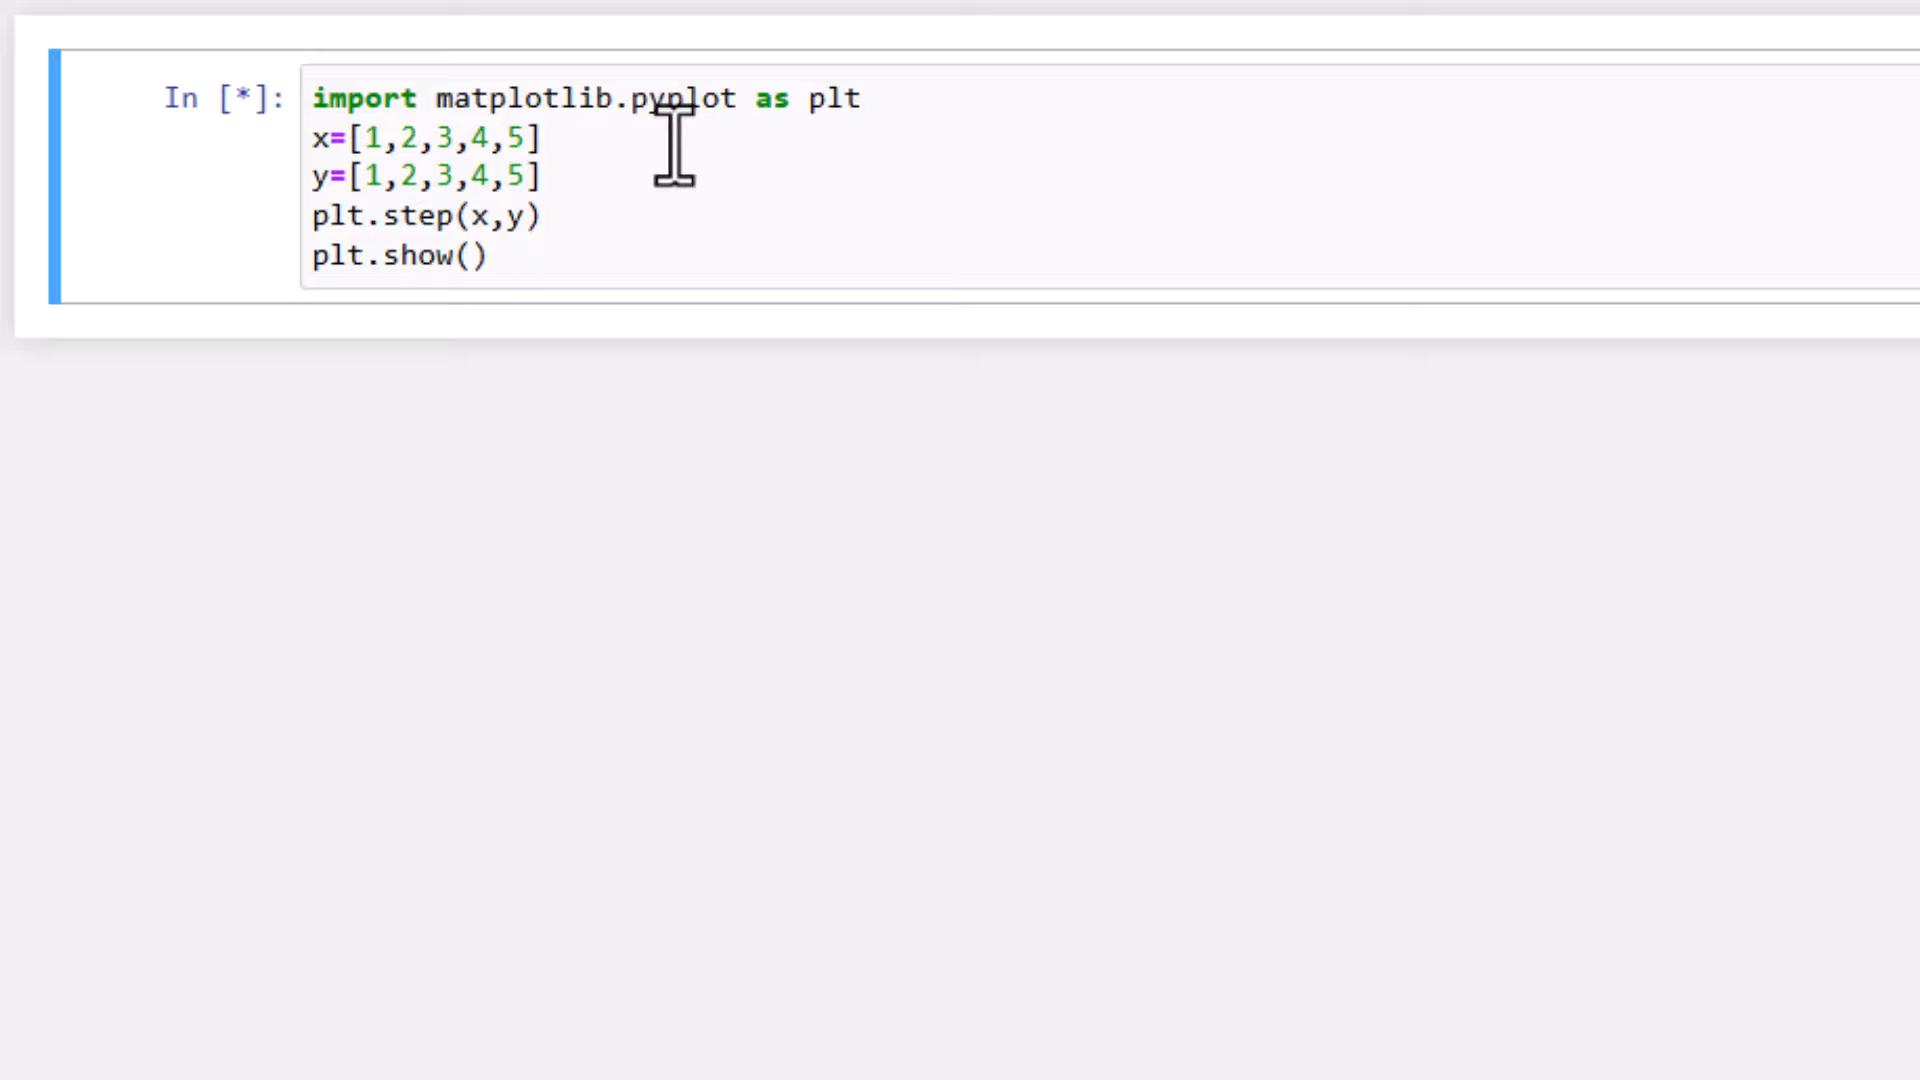 In [*]: import matplotlib.pyplot as plt
x=[1,2,3,4,5]
y=[1,2,3,4,5]
plt.step(x,y)
plt.show()